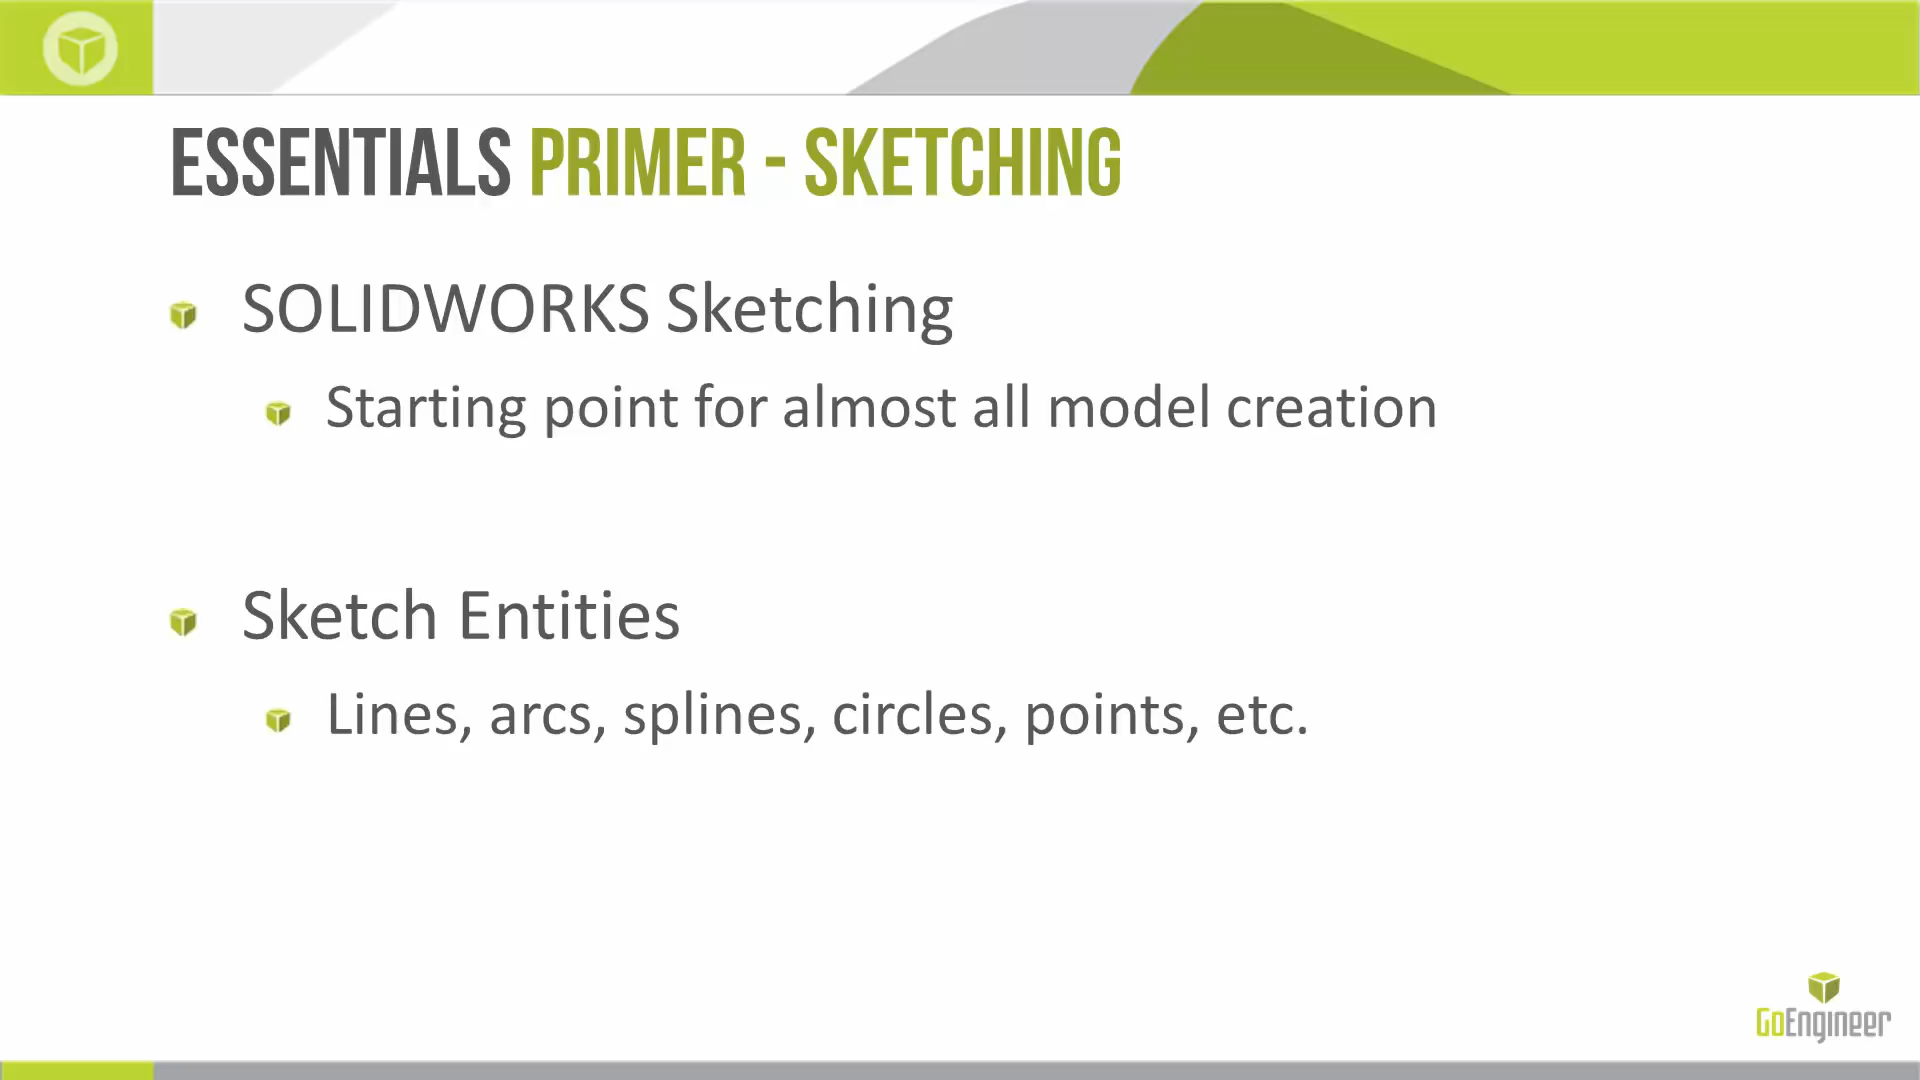 ESSENTIALS PRIMER - SKETCHING
SOLIDWORKS Sketching
Starting point for almost all model creation
Sketch Entities
Lines, arcs, splines, circles, points, etc.
GoEngineer